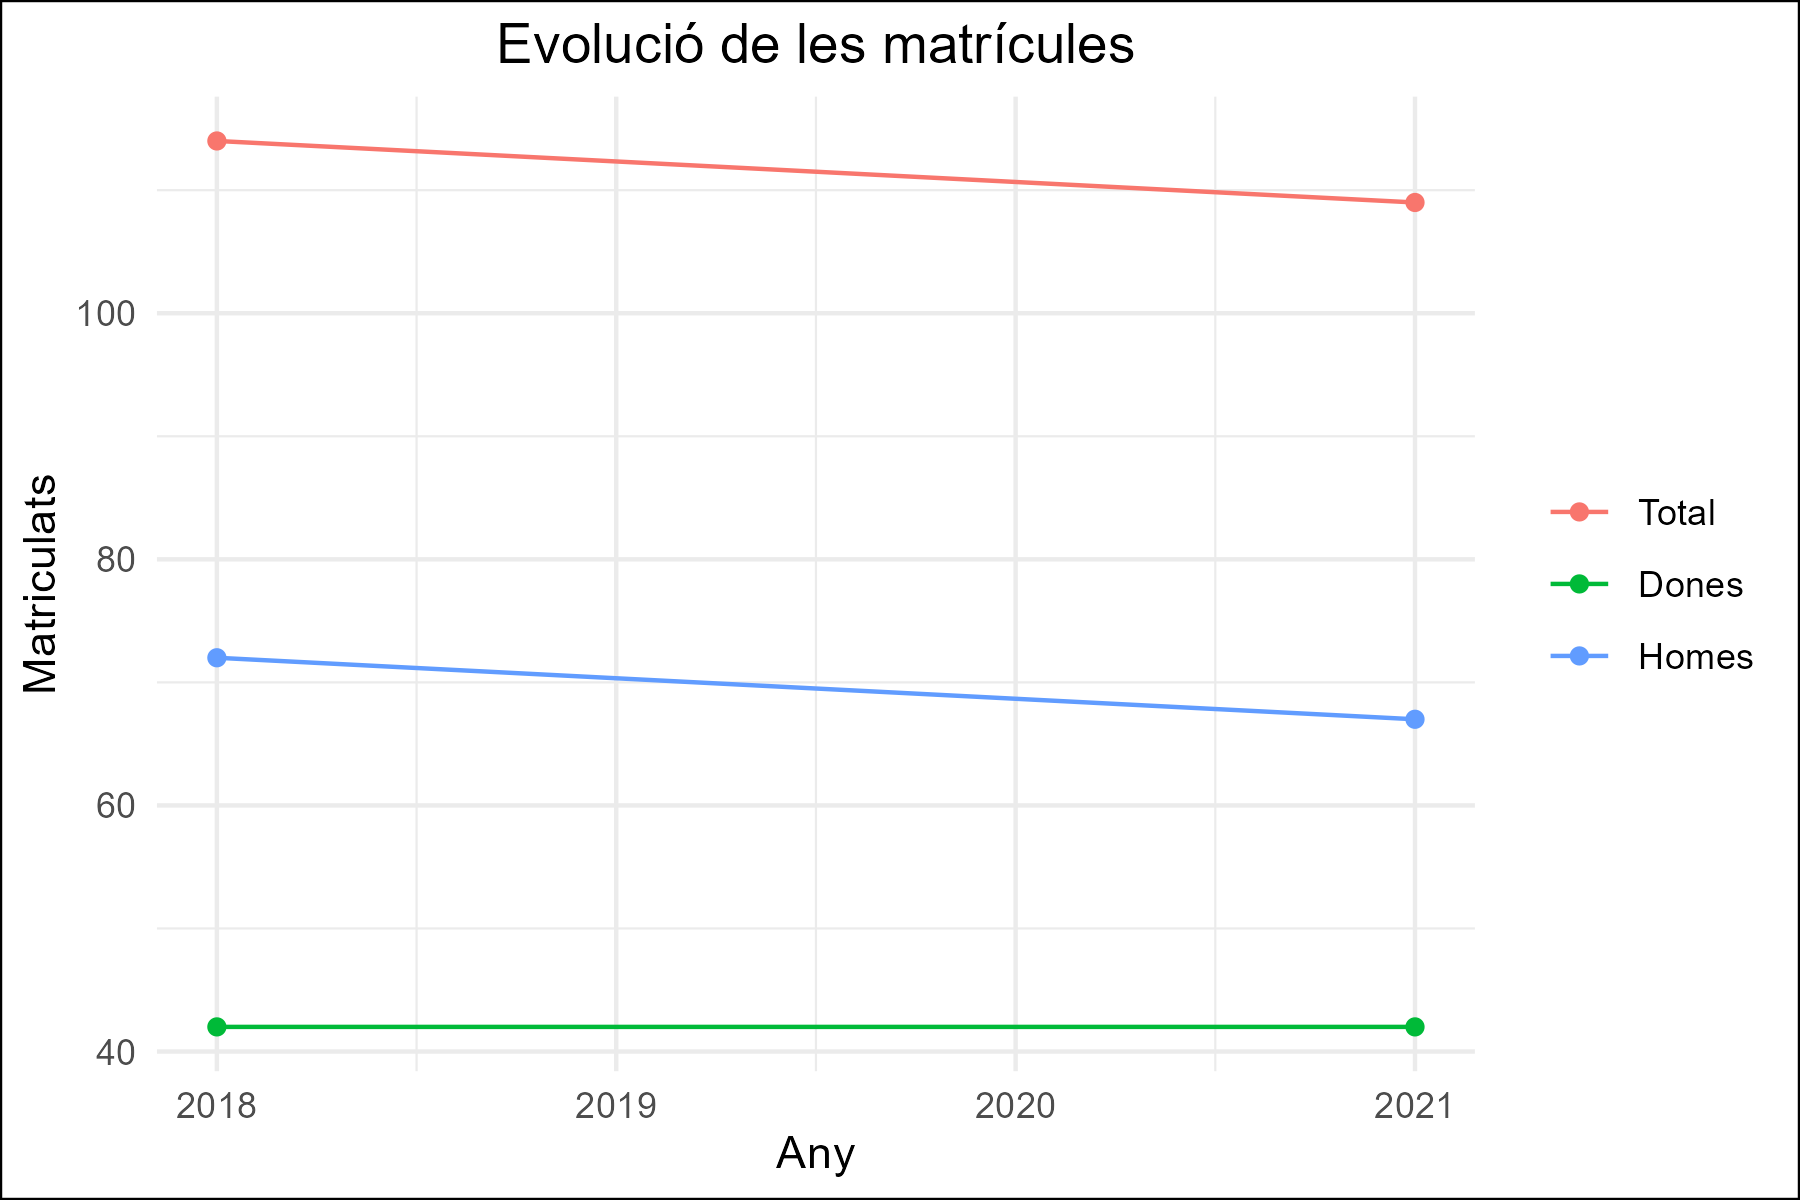 Evolució de les matrícules
Matriculats
100
80
60
40
2018
2019
2020
2021
Any
Total
Dones
Homes